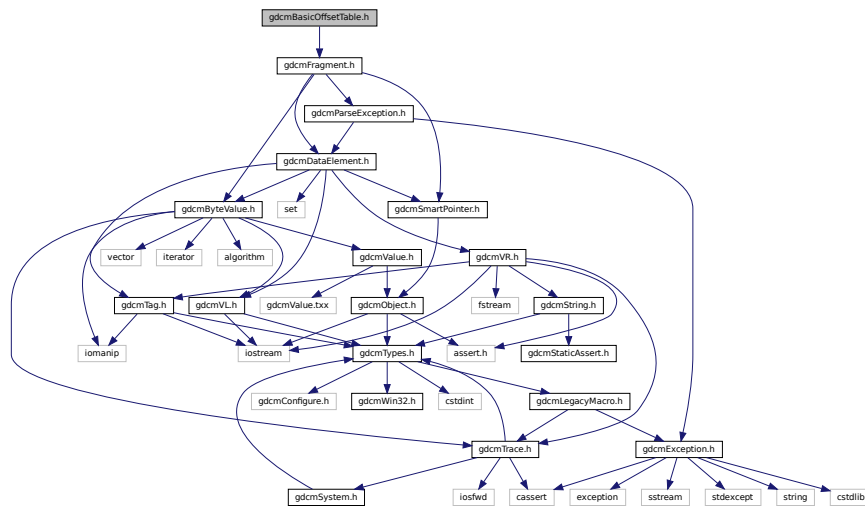 gdcmBasicOffsetTable.h
gdcmFragment.h
gdcmParseException.h
gdcmDataElement.h
gdcmByteValue.h
set
gdcmSmartPointer.h
vector
iterator
algorithm
gdcmValue.h
gdcmVR.h
gdcmTag.h
gdcmVL.h
gdcmValue.txx
gdcmObject.h
fstream
gdcmString.h
iomanip
iostream
gdcmTypes.h
assert.h
gdcmStaticAssert.h
gdcmConfigure.h
gdcmWin32.h
cstdint
gdcmLegacyMacro.h
gdcmTrace.h
gdcmException.h
gdcmSystem.h
iosfwd
cassert
exception
sstream
stdexcept
string
cstdlib